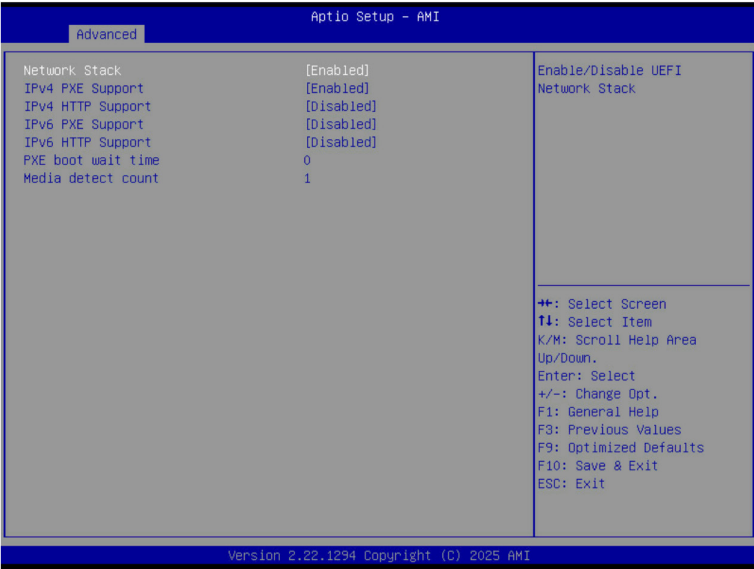 Aptio Setup – AMI
Advanced
Network Stack [Enabled]
IPv4 PXE Support [Enabled]
IPv4 HTTP Support [Disabled]
IPv6 PXE Support [Disabled]
IPv6 HTTP Support [Disabled]
PXE boot wait time 0
Media detect count 1
Enable/Disable UEFI
Network Stack
→←: Select Screen
↑↓: Select Item
K/M: Scroll Help Area
Up/Down.
Enter: Select
+/-: Change Opt.
F1: General Help
F3: Previous Values
F9: Optimized Defaults
F10: Save & Exit
ESC: Exit
Version 2.22.1294 Copyright (C) 2025 AMI